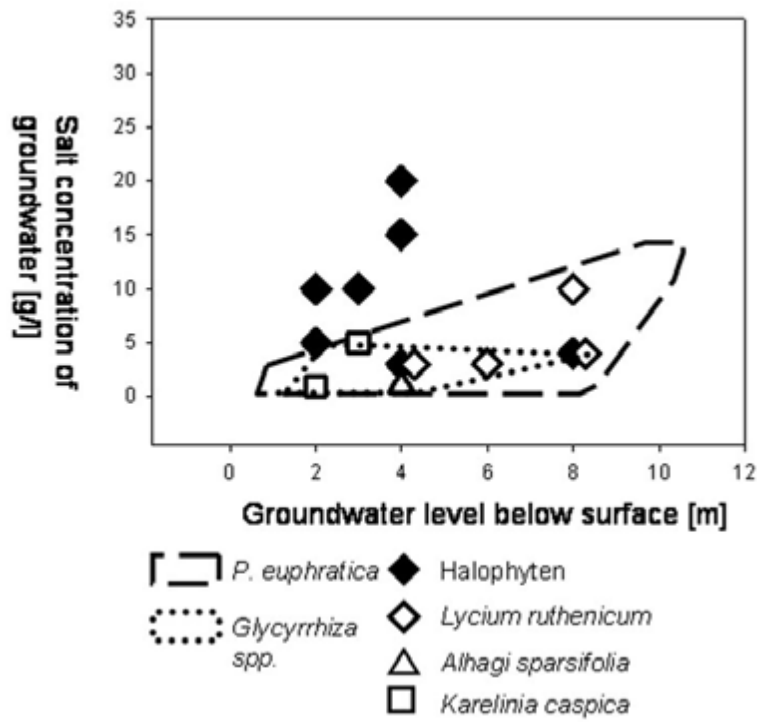 35
30
25
20
15
10
5
0
Salt concentration of
groundwater [g/l]
0 2 4 6 8 10 12
Groundwater level below surface [m]
P. euphratica
Glycyrrhiza
spp.
Halophyten
Lycium ruthenicum
Alhagi sparsifolia
Karelinia caspica